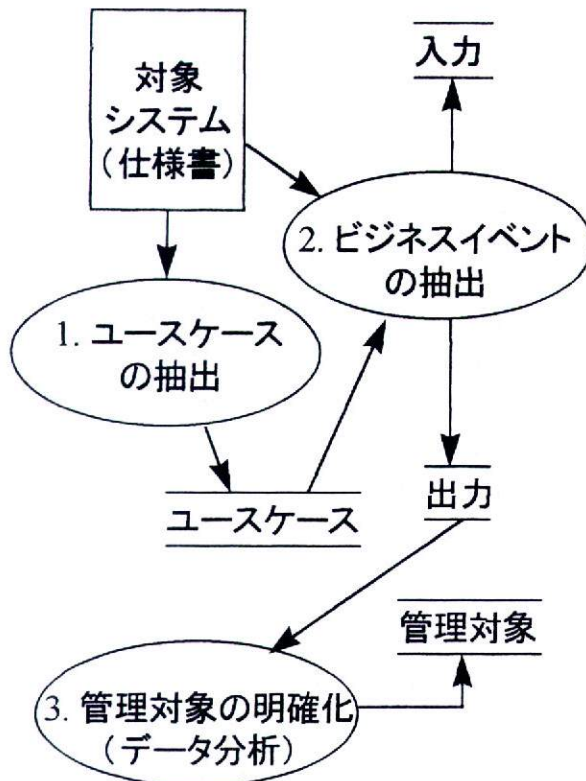 対象
システム
(仕様書)
入力
2. ビジネスイベント
の抽出
1. ユースケース
の抽出
ユースケース
出力
管理対象
3. 管理対象の明確化
(データ分析)